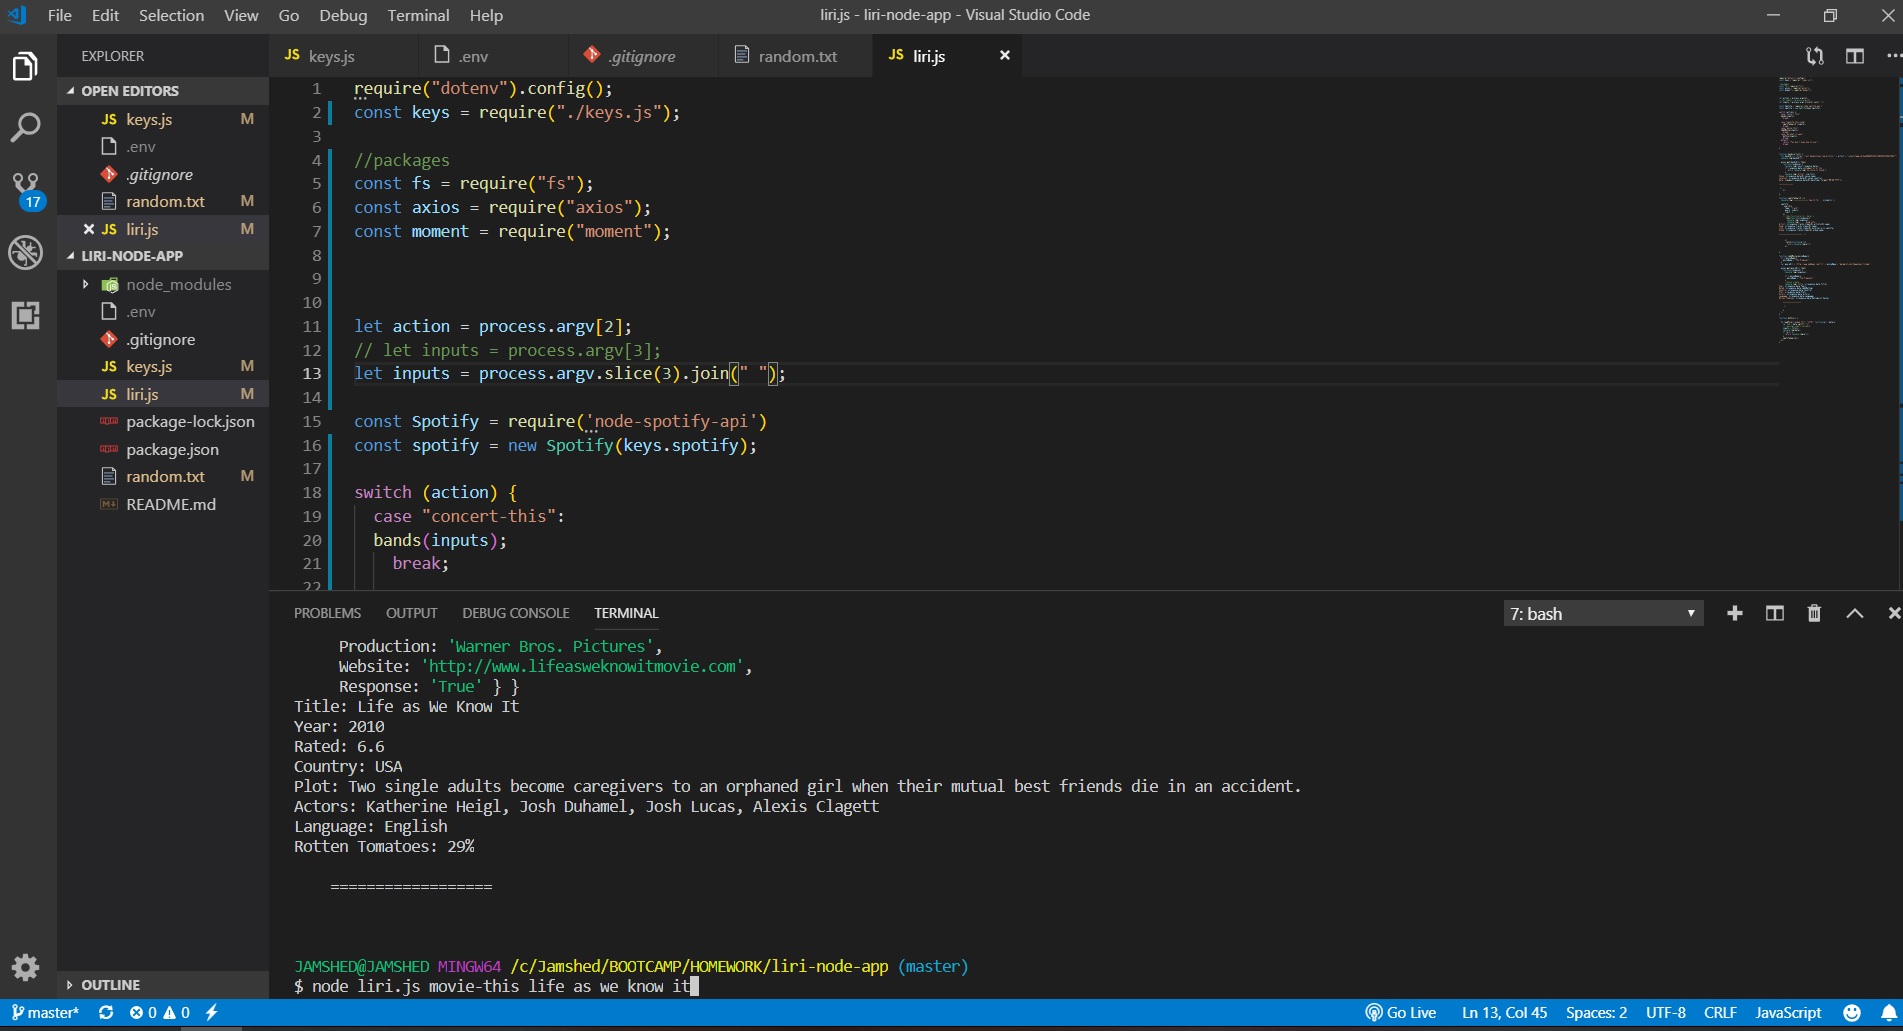 File Edit Selection View Go Debug Terminal Help
liri.js - liri-node-app - Visual Studio Code
EXPLORER
OPEN EDITORS
JS keys.js M
.env
.gitignore
random.txt M
JS liri.js M
LIRI-NODE-APP
node_modules
.env
.gitignore
JS keys.js M
JS liri.js M
package-lock.json
package.json
random.txt M
README.md
OUTLINE
17
JS keys.js .env .gitignore random.txt JS liri.js
1 require("dotenv").config();
2 const keys = require("./keys.js");
3
4 //packages
5 const fs = require("fs");
6 const axios = require("axios");
7 const moment = require("moment");
8
9
10
11 let action = process.argv[2];
12 // let inputs = process.argv[3];
13 let inputs = process.argv.slice(3).join(" ");
14
15 const Spotify = require('node-spotify-api')
16 const spotify = new Spotify(keys.spotify);
17
18 switch (action) {
19 case "concert-this":
20 bands(inputs);
21 break;
22
PROBLEMS OUTPUT DEBUG CONSOLE TERMINAL
7: bash
Production: 'Warner Bros. Pictures',
Website: 'http://www.lifeasweknowitmovie.com',
Response: 'True' } }
Title: Life as We Know It
Year: 2010
Rated: 6.6
Country: USA
Plot: Two single adults become caregivers to an orphaned girl when their mutual best friends die in an accident.
Actors: Katherine Heigl, Josh Duhamel, Josh Lucas, Alexis Clagett
Language: English
Rotten Tomatoes: 29%
==================
JAMSHED@JAMSHED MINGW64 /c/Jamshed/BOOTCAMP/HOMEWORK/liri-node-app (master)
$ node liri.js movie-this life as we know it
master* 0 0 Go Live Ln 13, Col 45 Spaces: 2 UTF-8 CRLF JavaScript